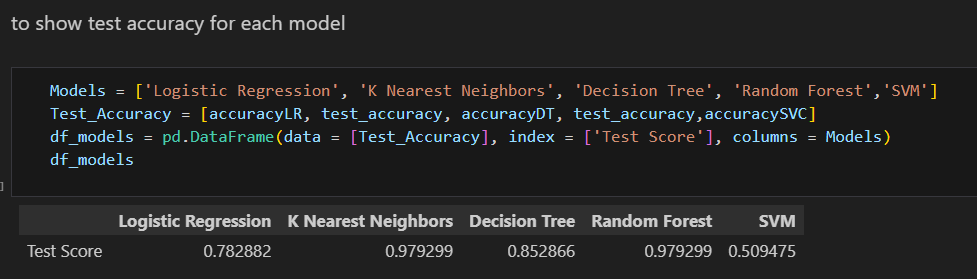 to show test accuracy for each model
Models = ['Logistic Regression', 'K Nearest Neighbors', 'Decision Tree', 'Random Forest','SVM']
Test_Accuracy = [accuracyLR, test_accuracy, accuracyDT, test_accuracy,accuracySVC]
df_models = pd.DataFrame(data = [Test_Accuracy], index = ['Test Score'], columns = Models)
df_models
]
Logistic Regression K Nearest Neighbors Decision Tree Random Forest SVM
Test Score 0.782882 0.979299 0.852866 0.979299 0.509475